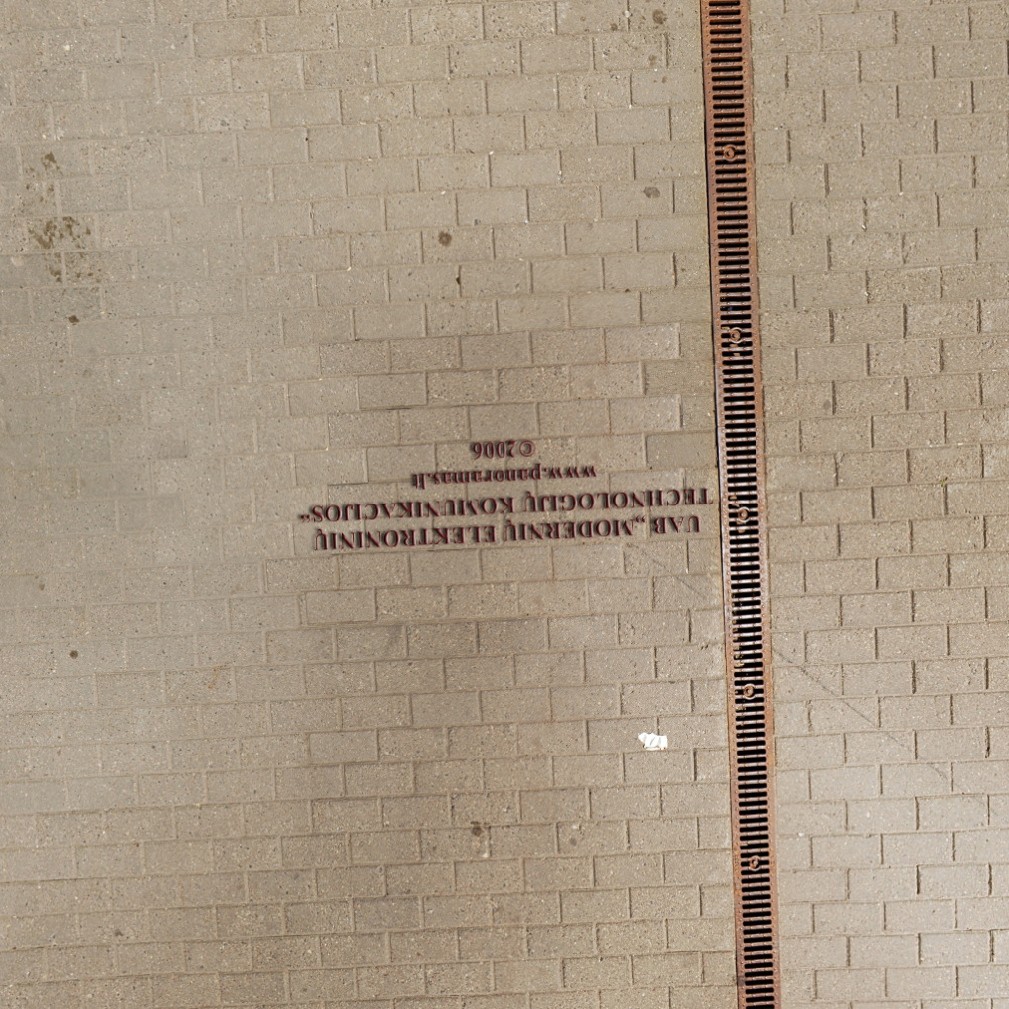 UAB „MODERNIŲ ELEKTRONINIŲ
TECHNOLOGIJŲ KOMUNIKACIJOS“
www.panoramas.lt
© 2006